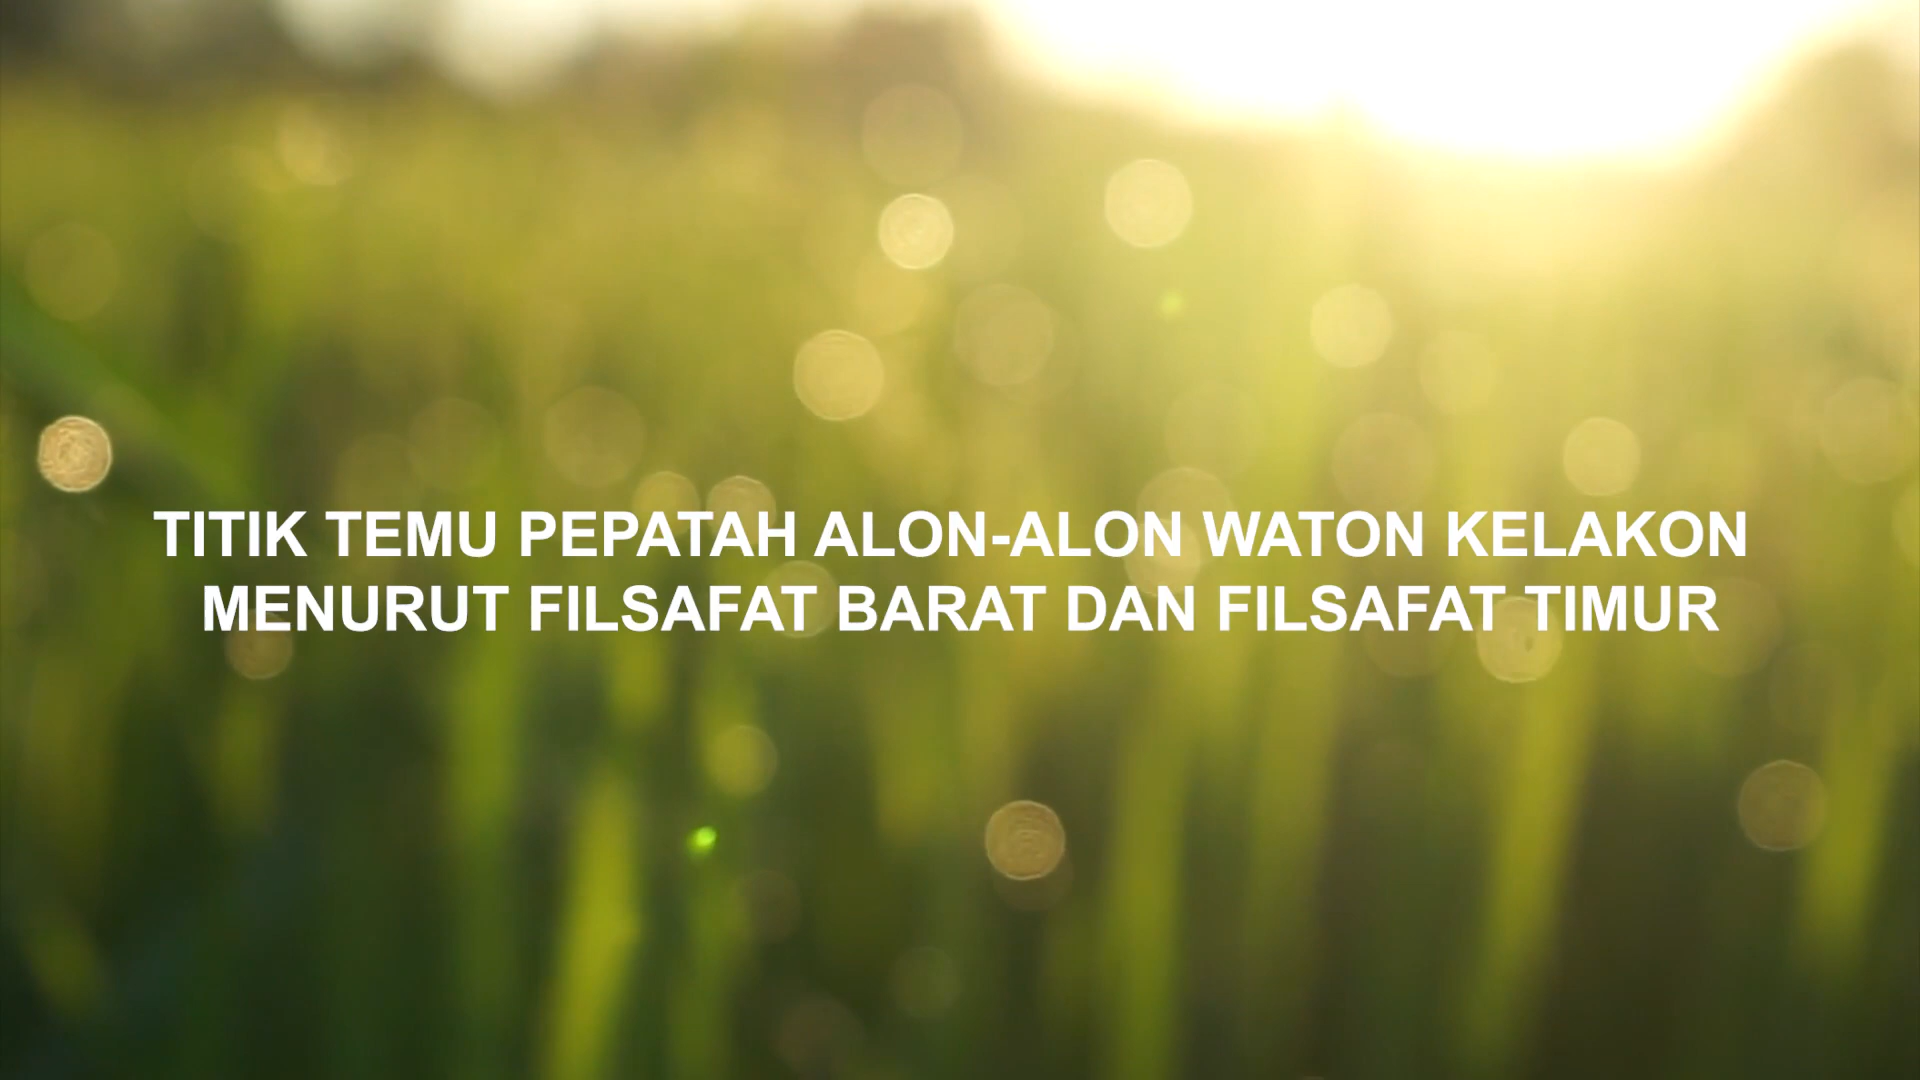 TITIK TEMU PEPATAH ALON-ALON WATON KELAKON
MENURUT FILSAFAT BARAT DAN FILSAFAT TIMUR